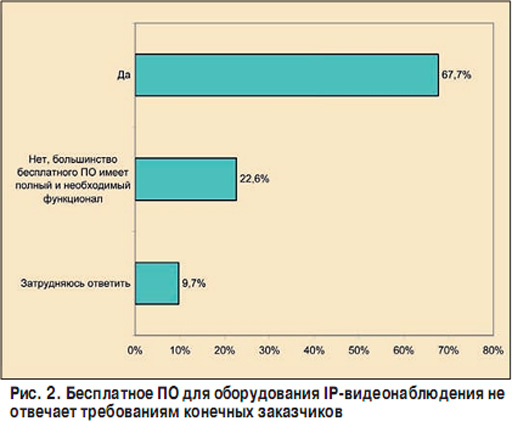 Да
67,7%
Нет, большинство
бесплатного ПО имеет
полный и необходимый
функционал
22,6%
Затрудняюсь ответить
9,7%
0%
10%
20%
30%
40%
50%
60%
70%
80%
Рис. 2. Бесплатное ПО для оборудования IP-видеонаблюдения не
отвечает требованиям конечных заказчиков